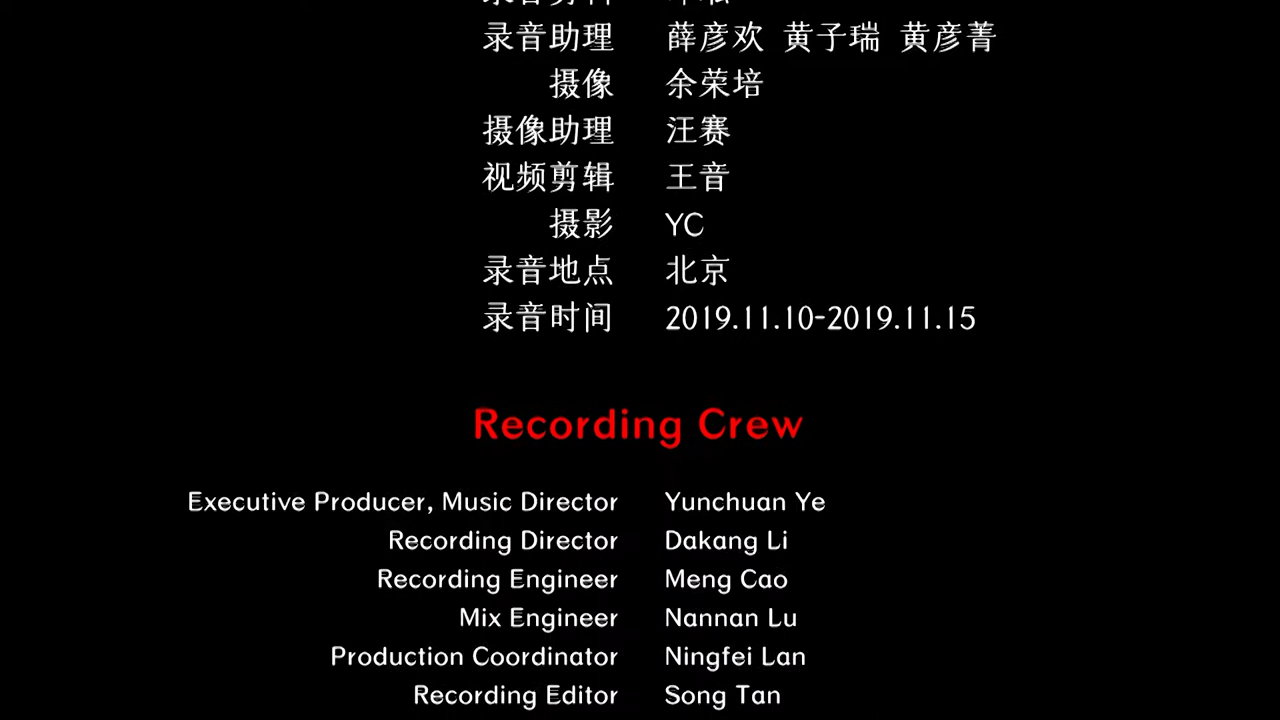 录音助理 薛彦欢 黄子瑞 黄彦菁
摄像 余荣培
摄像助理 汪赛
视频剪辑 王音
摄影 YC
录音地点 北京
录音时间 2019.11.10-2019.11.15
Recording Crew
Executive Producer, Music Director Yunchuan Ye
Recording Director Dakang Li
Recording Engineer Meng Cao
Mix Engineer Nannan Lu
Production Coordinator Ningfei Lan
Recording Editor Song Tan